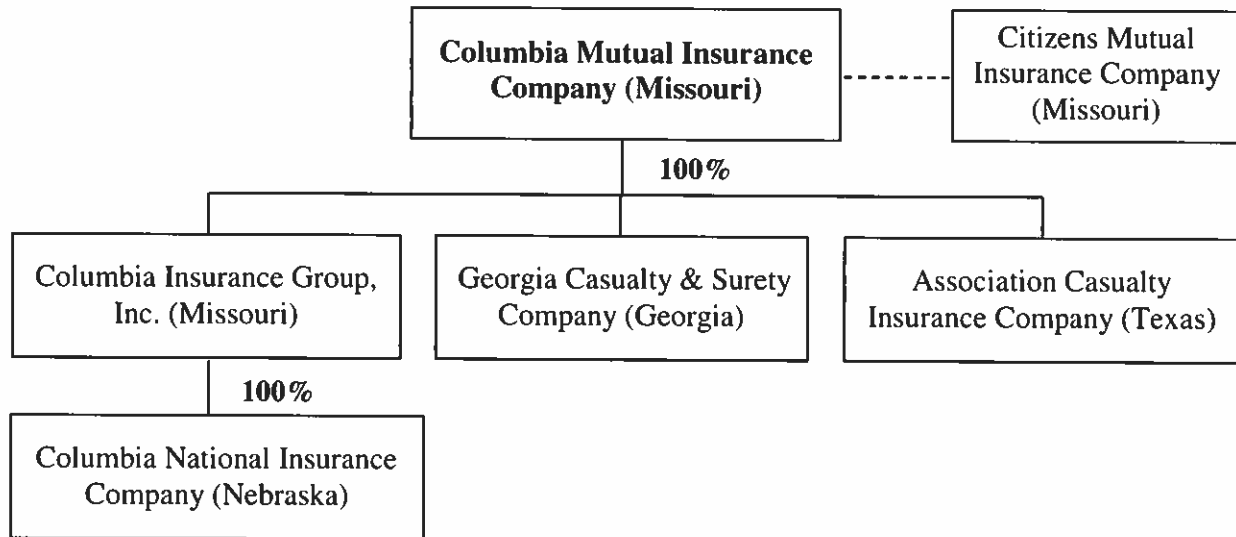 Columbia Mutual Insurance
Company (Missouri)
Citizens Mutual
Insurance Company
(Missouri)
100%
Columbia Insurance Group,
Inc. (Missouri)
Georgia Casualty & Surety
Company (Georgia)
Association Casualty
Insurance Company (Texas)
100%
Columbia National Insurance
Company (Nebraska)